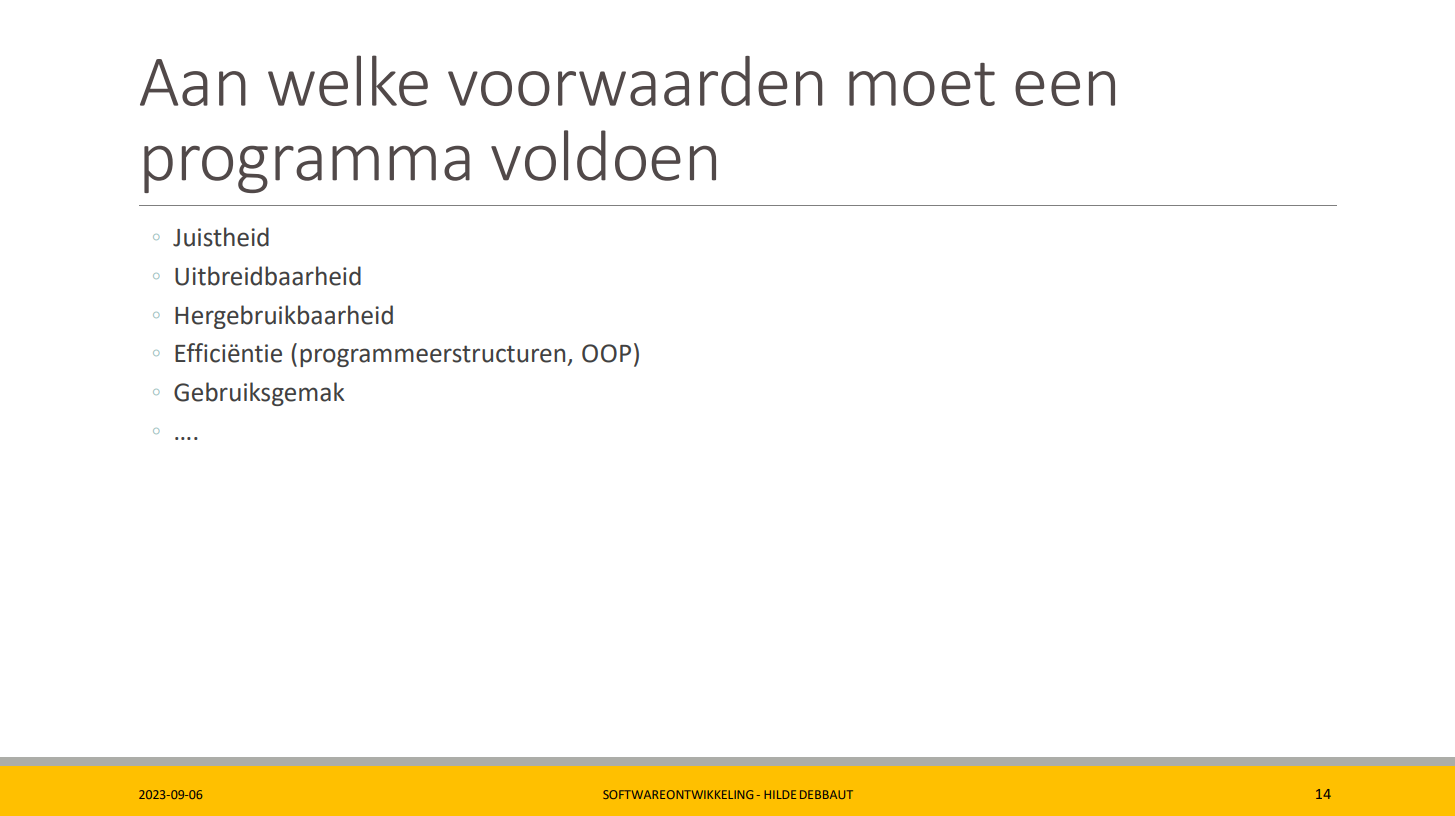 Aan welke voorwaarden moet een
programma voldoen
◦ Juistheid
◦ Uitbreidbaarheid
◦ Hergebruikbaarheid
◦ Efficiëntie (programmeerstructuren, OOP)
◦ Gebruiksgemak
◦ ….
2023-09-06 SOFTWAREONTWIKKELING - HILDE DEBBAUT 14